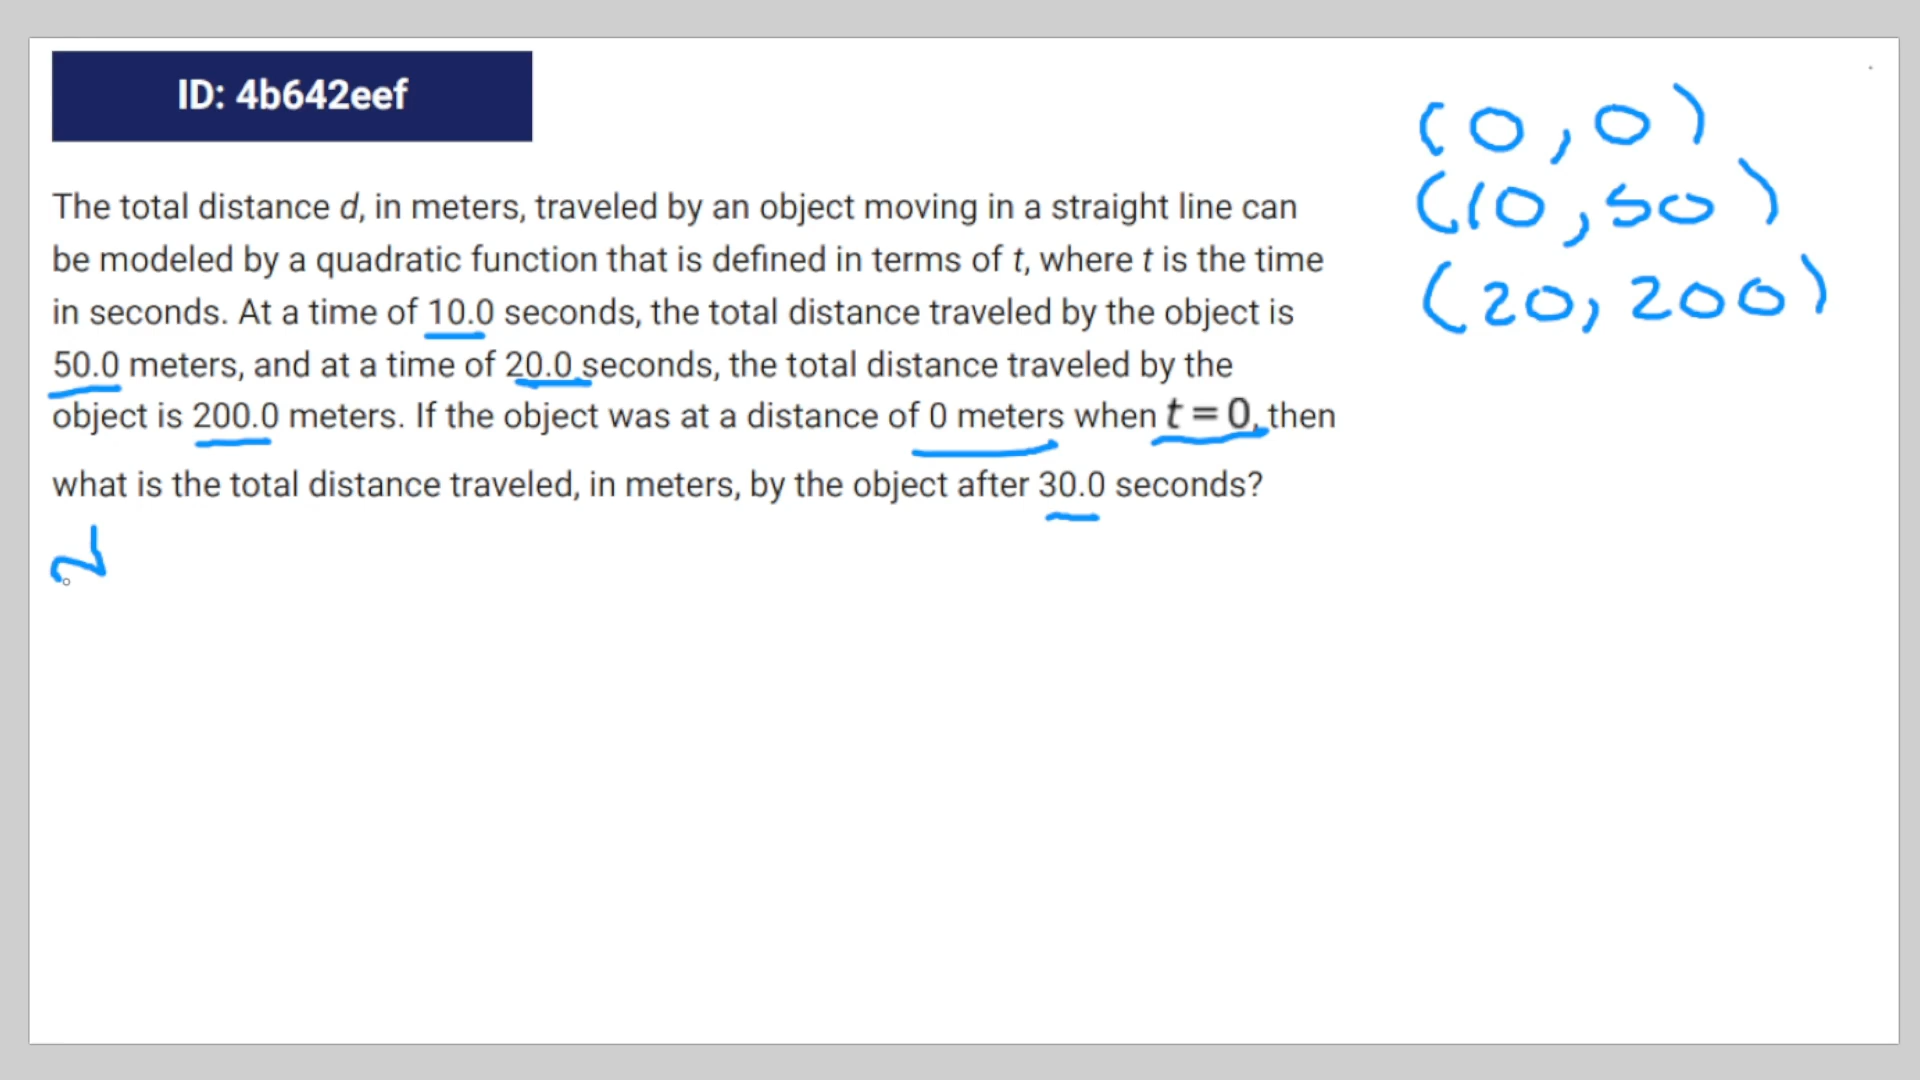 ID: 4b642eef
The total distance d, in meters, traveled by an object moving in a straight line can
be modeled by a quadratic function that is defined in terms of t, where t is the time
in seconds. At a time of 10.0 seconds, the total distance traveled by the object is
50.0 meters, and at a time of 20.0 seconds, the total distance traveled by the
object is 200.0 meters. If the object was at a distance of 0 meters when t = 0, then
what is the total distance traveled, in meters, by the object after 30.0 seconds?
(0,0)
(10,50)
(20,200)